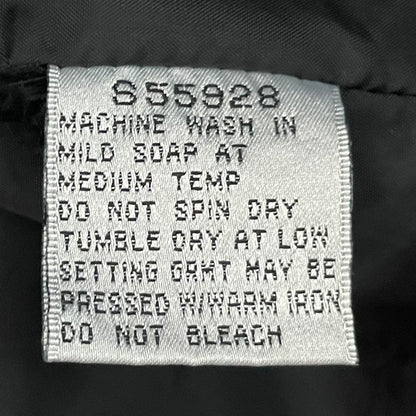 S55928
MACHINE WASH IN
MILD SOAP AT
MEDIUM TEMP
DO NOT SPIN DRY
TUMBLE DRY AT LOW
SETTING GRMT MAY BE
PRESSED W/WARM IRON
DO NOT BLEACH